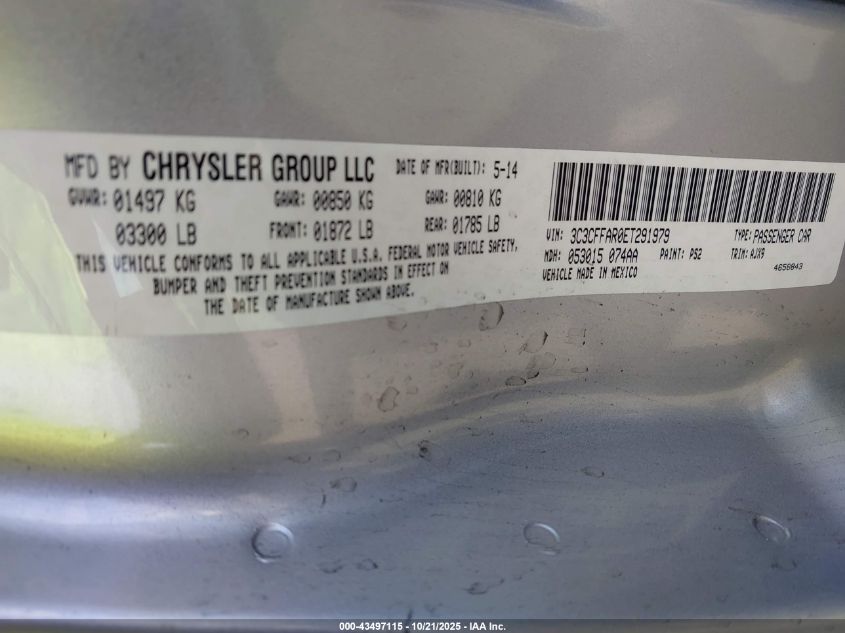 MFD BY CHRYSLER GROUP LLC DATE OF MFR(BUILT): 5-14
GVWR: 01497 KG GAWR: 00850 KG GAWR: 00810 KG
03300 LB FRONT: 01872 LB REAR: 01785 LB
THIS VEHICLE CONFORMS TO ALL APPLICABLE U.S.A. FEDERAL MOTOR VEHICLE SAFETY,
BUMPER AND THEFT PREVENTION STANDARDS IN EFFECT ON
THE DATE OF MANUFACTURE SHOWN ABOVE.
VIN: 3C3CFFAR0ET291979 TYPE: PASSENGER CAR
MDH: 053015 074AA PAINT: PS2 TRIM: AJX9
VEHICLE MADE IN MEXICO 4658843
000-43497115 - 10/21/2025 - IAA Inc.